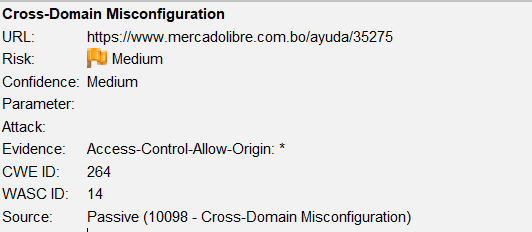 Cross-Domain Misconfiguration
URL: https://www.mercadolibre.com.bo/ayuda/35275
Risk: Medium
Confidence: Medium
Parameter:
Attack:
Evidence: Access-Control-Allow-Origin: *
CWE ID: 264
WASC ID: 14
Source: Passive (10098 - Cross-Domain Misconfiguration)